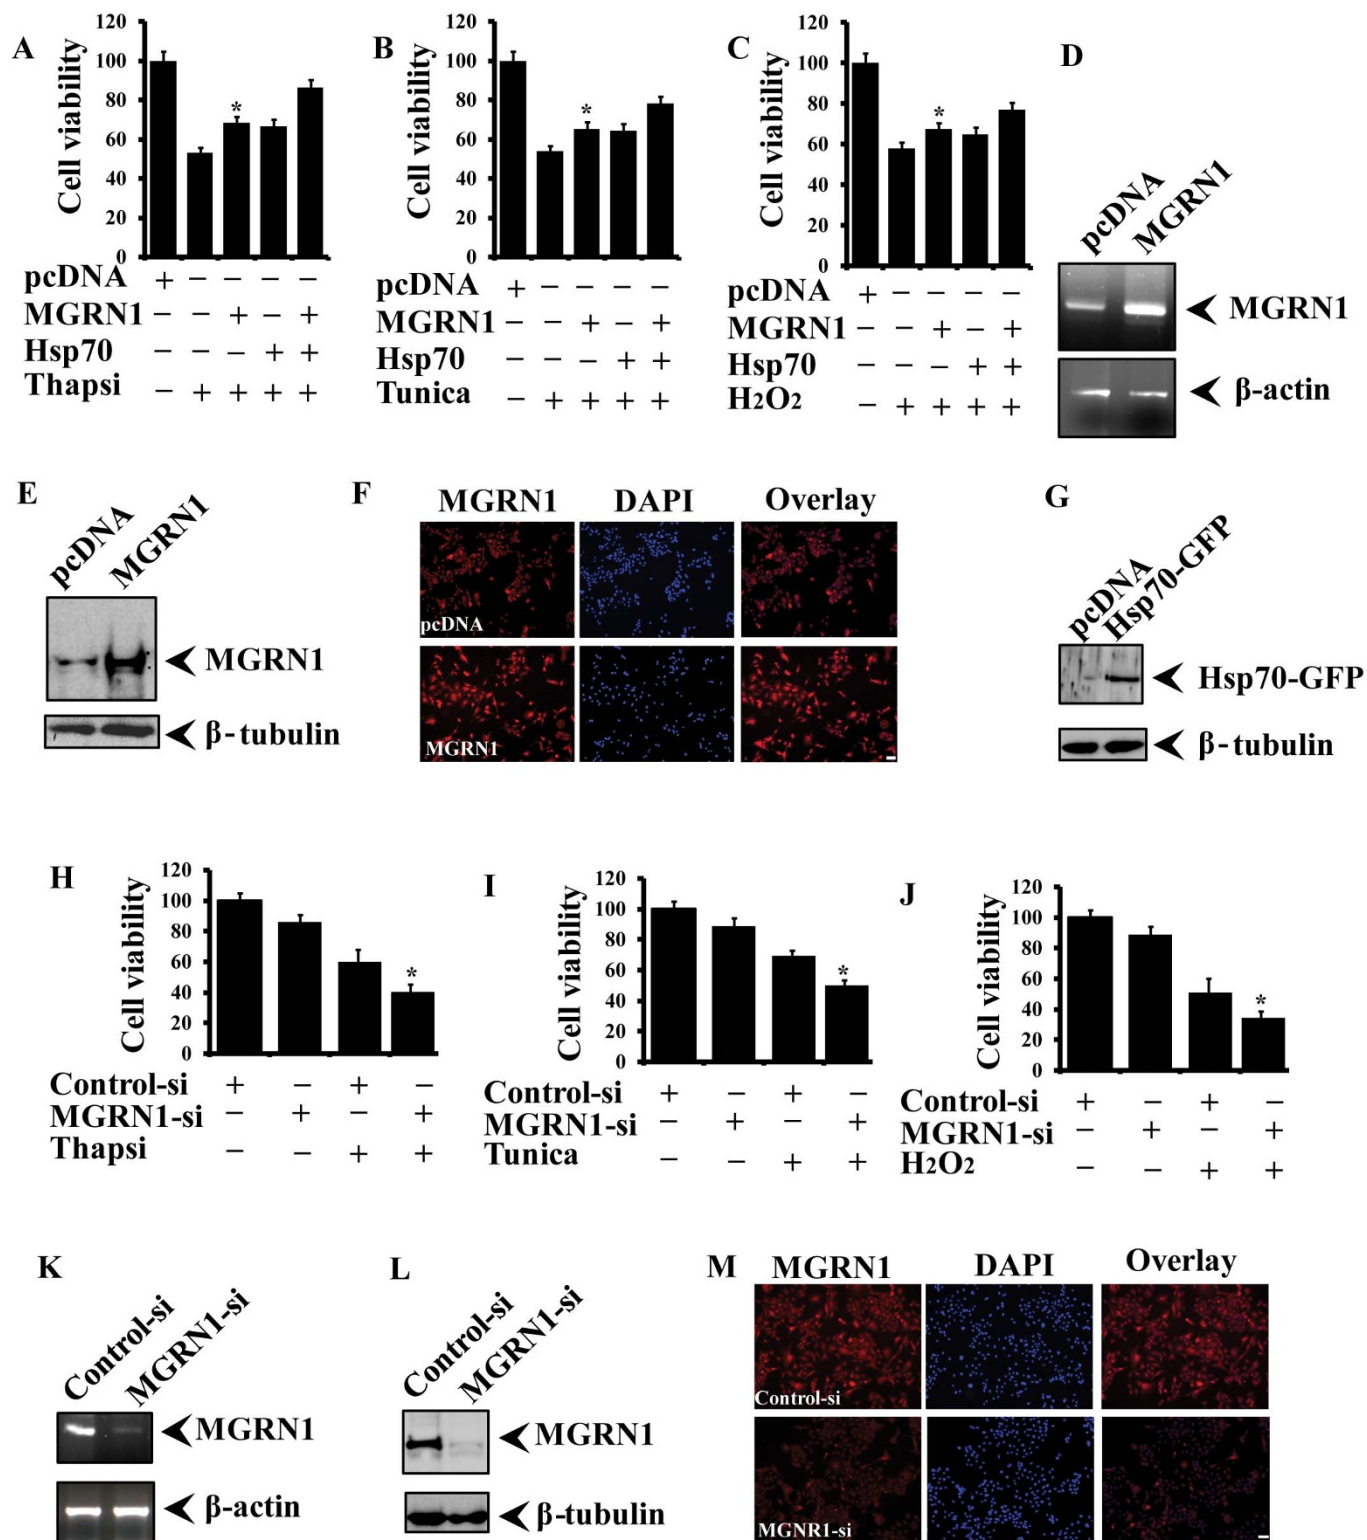 A
Cell viability
120
100
80
60
40
20
0
*
pcDNA + – – – –
MGRN1 – – + – +
Hsp70 – – – + +
Thapsi – + + + +
B
Cell viability
120
100
80
60
40
20
0
*
pcDNA + – – – –
MGRN1 – – + – +
Hsp70 – – – + +
Tunica – + + + +
C
Cell viability
120
100
80
60
40
20
0
*
pcDNA + – – – –
MGRN1 – – + – +
Hsp70 – – – + +
H2O2 – + + + +
D
pcDNA
MGRN1
MGRN1
β-actin
E
pcDNA
MGRN1
MGRN1
β-tubulin
F
MGRN1 DAPI Overlay
pcDNA
MGRN1
G
pcDNA
Hsp70-GFP
Hsp70-GFP
β-tubulin
H
Cell viability
120
100
80
60
40
20
0
*
Control-si + – + –
MGRN1-si – + – +
Thapsi – – + +
I
Cell viability
120
100
80
60
40
20
0
*
Control-si + – + –
MGRN1-si – + – +
Tunica – – + +
J
Cell viability
120
100
80
60
40
20
0
*
Control-si + – + –
MGRN1-si – + – +
H2O2 – – + +
K
Control-si
MGRN1-si
MGRN1
β-actin
L
Control-si
MGRN1-si
MGRN1
β-tubulin
M
MGRN1 DAPI Overlay
Control-si
MGNR1-si